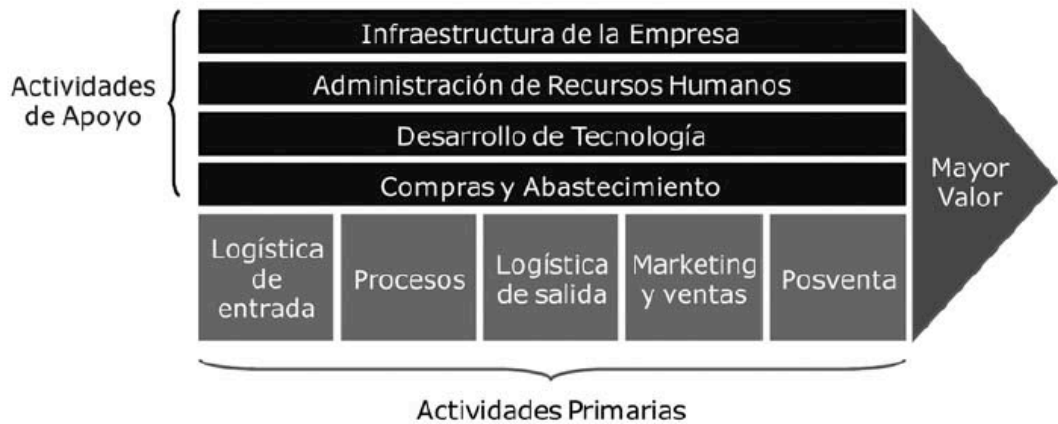 Actividades
de Apoyo
Infraestructura de la Empresa
Administración de Recursos Humanos
Desarrollo de Tecnología
Compras y Abastecimiento
Logística
de
entrada
Procesos
Logística
de salida
Marketing
y ventas
Posventa
Mayor
Valor
Actividades Primarias